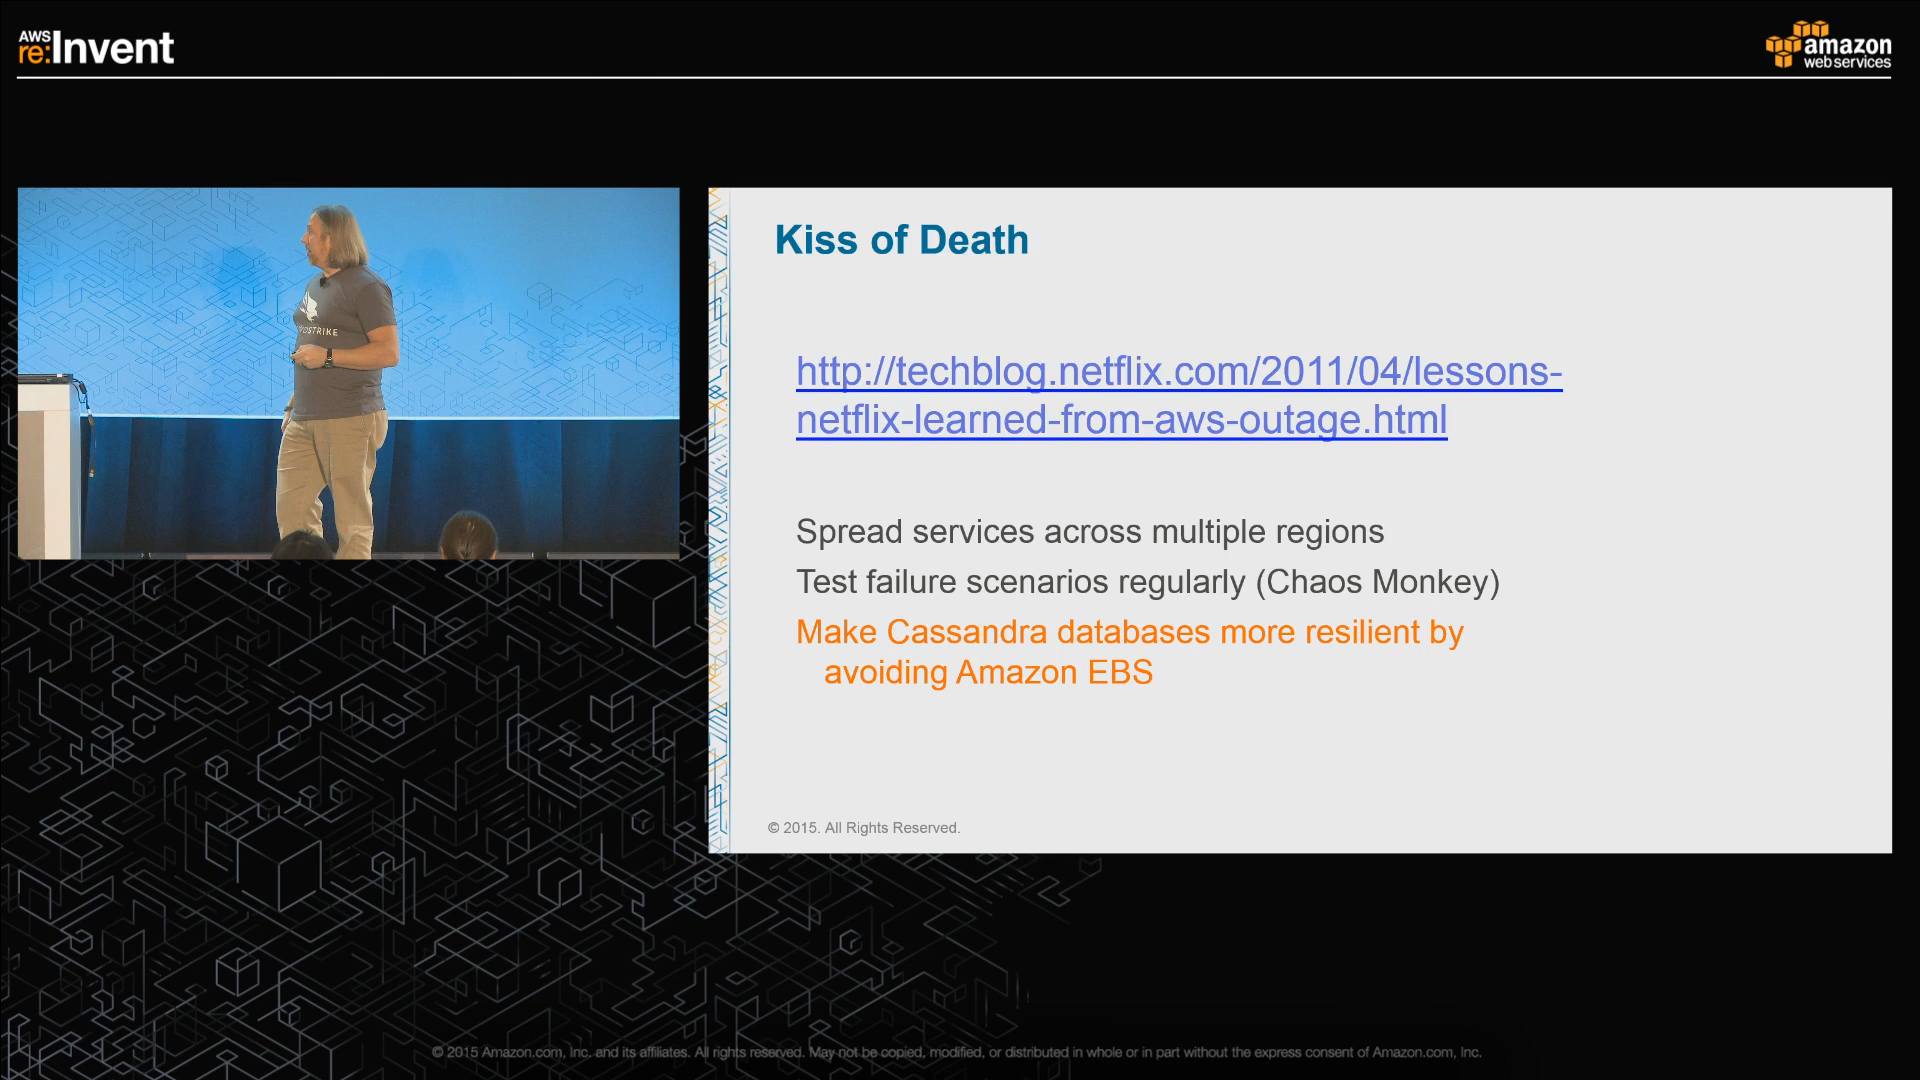 AWS
re:Invent
amazon
web services
OSTRIKE
Kiss of Death
http://techblog.netflix.com/2011/04/lessons-
netflix-learned-from-aws-outage.html
Spread services across multiple regions
Test failure scenarios regularly (Chaos Monkey)
Make Cassandra databases more resilient by
avoiding Amazon EBS
© 2015. All Rights Reserved.
© 2015 Amazon.com, Inc. and its affiliates. All rights reserved. May not be copied, modified, or distributed in whole or in part without the express consent of Amazon.com, Inc.